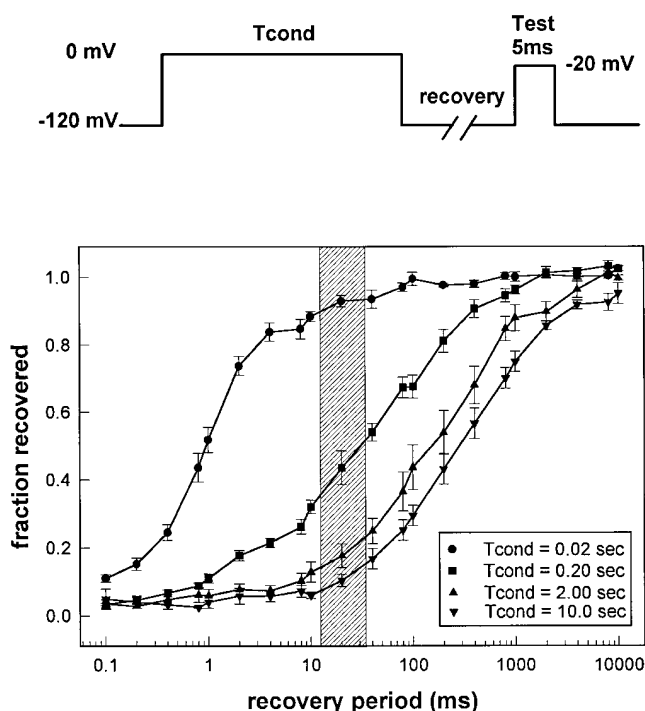 Tcond
Test
5ms
0 mV
-20 mV
recovery
-120 mV
1.0
0.8
0.6
0.4
0.2
0.0
fraction recovered
Tcond = 0.02 sec
Tcond = 0.20 sec
Tcond = 2.00 sec
Tcond = 10.0 sec
0.1 1 10 100 1000 10000
recovery period (ms)